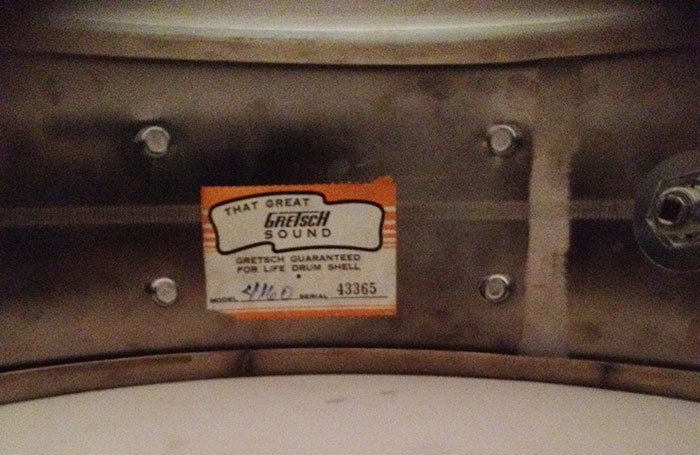 THAT GREAT
GRETSCH
SOUND
GRETSCH GUARANTEED
FOR LIFE DRUM SHELL
MODEL 4160 SERIAL 43365